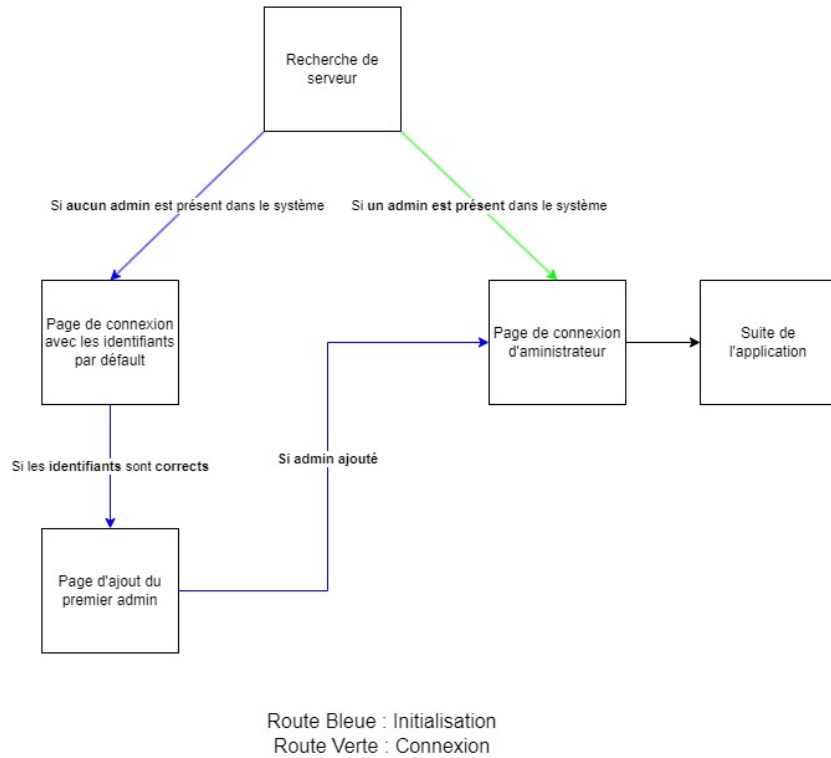 Recherche de
serveur
Si aucun admin est présent dans le système
Si un admin est présent dans le système
Page de connexion
avec les identifiants
par défault
Page de connexion
d'aministrateur
Suite de
l'application
Si les identifiants sont corrects
Si admin ajouté
Page d'ajout du
premier admin
Route Bleue : Initialisation
Route Verte : Connexion